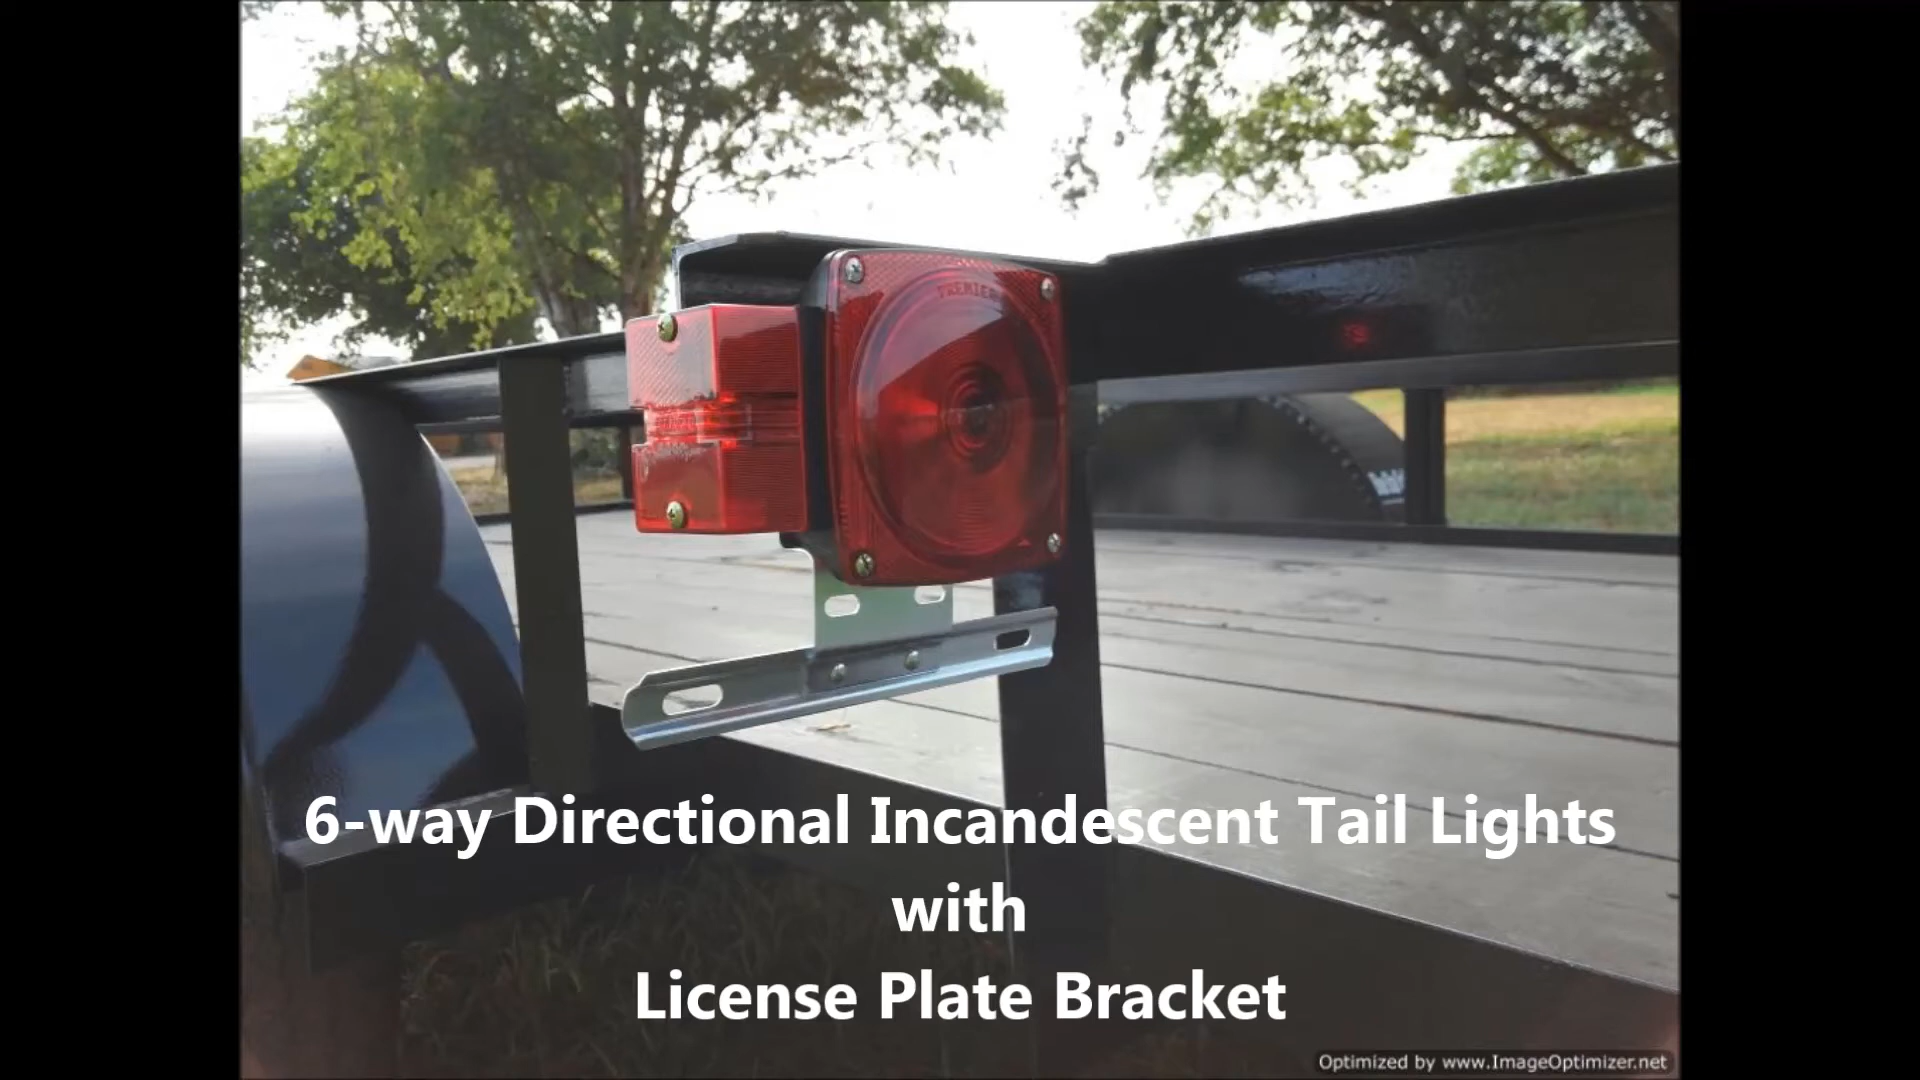 PREMIER
6-way Directional Incandescent Tail Lights
with
License Plate Bracket
Optimized by www.ImageOptimizer.net